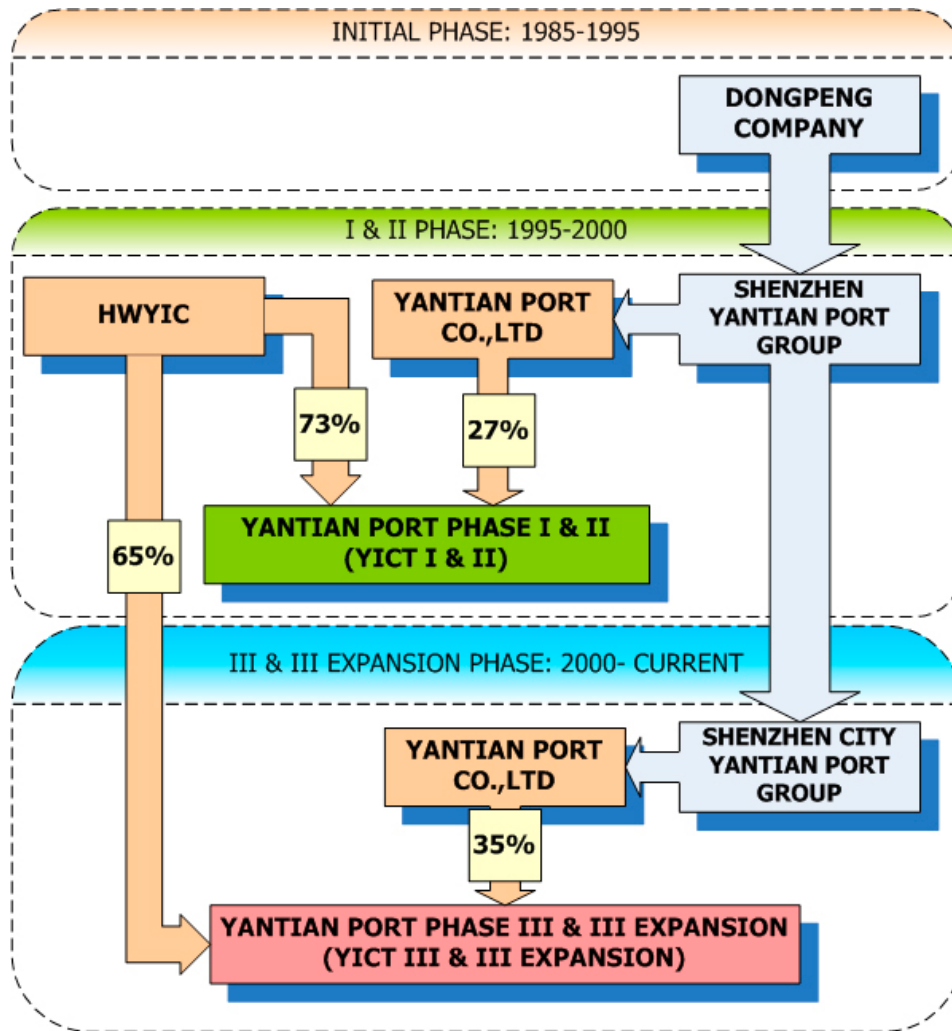 INITIAL PHASE: 1985-1995
DONGPENG
COMPANY
I & II PHASE: 1995-2000
HWYIC
YANTIAN PORT
CO.,LTD
SHENZHEN
YANTIAN PORT
GROUP
73%
27%
YANTIAN PORT PHASE I & II
(YICT I & II)
65%
III & III EXPANSION PHASE: 2000- CURRENT
YANTIAN PORT
CO.,LTD
SHENZHEN CITY
YANTIAN PORT
GROUP
35%
YANTIAN PORT PHASE III & III EXPANSION
(YICT III & III EXPANSION)